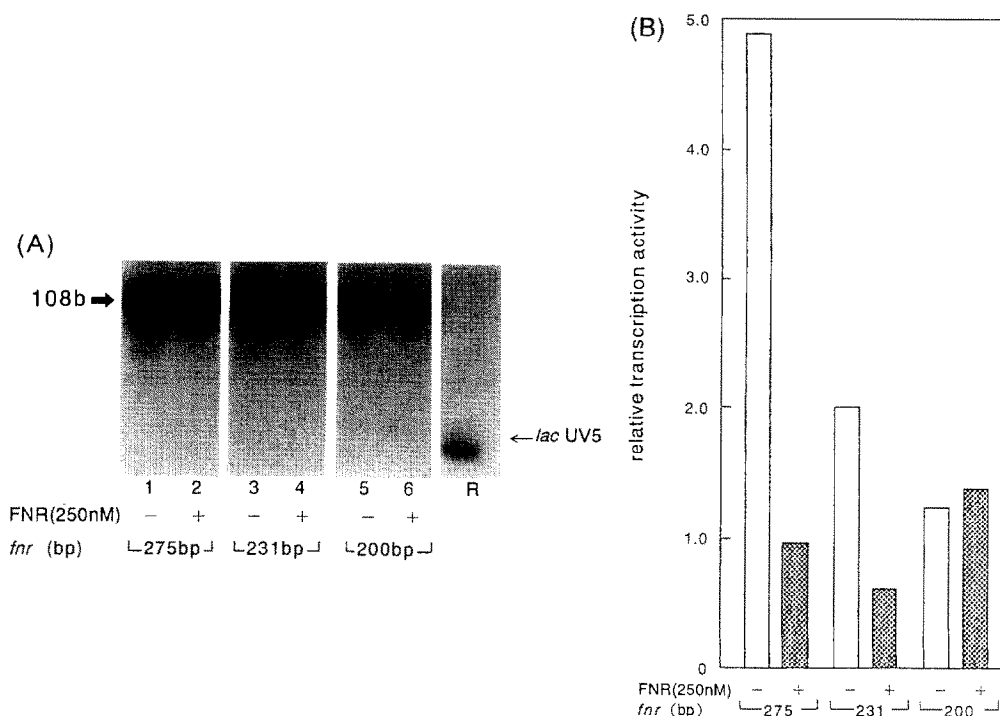 (A)
108b
lac UV5
1 2 3 4 5 6 R
FNR(250nM) − + − + − +
fnr (bp) 275bp 231bp 200bp
(B)
relative transcription activity
5.0
4.0
3.0
2.0
1.0
0
FNR(250nM) − + − + − +
fnr (bp) 275 231 200